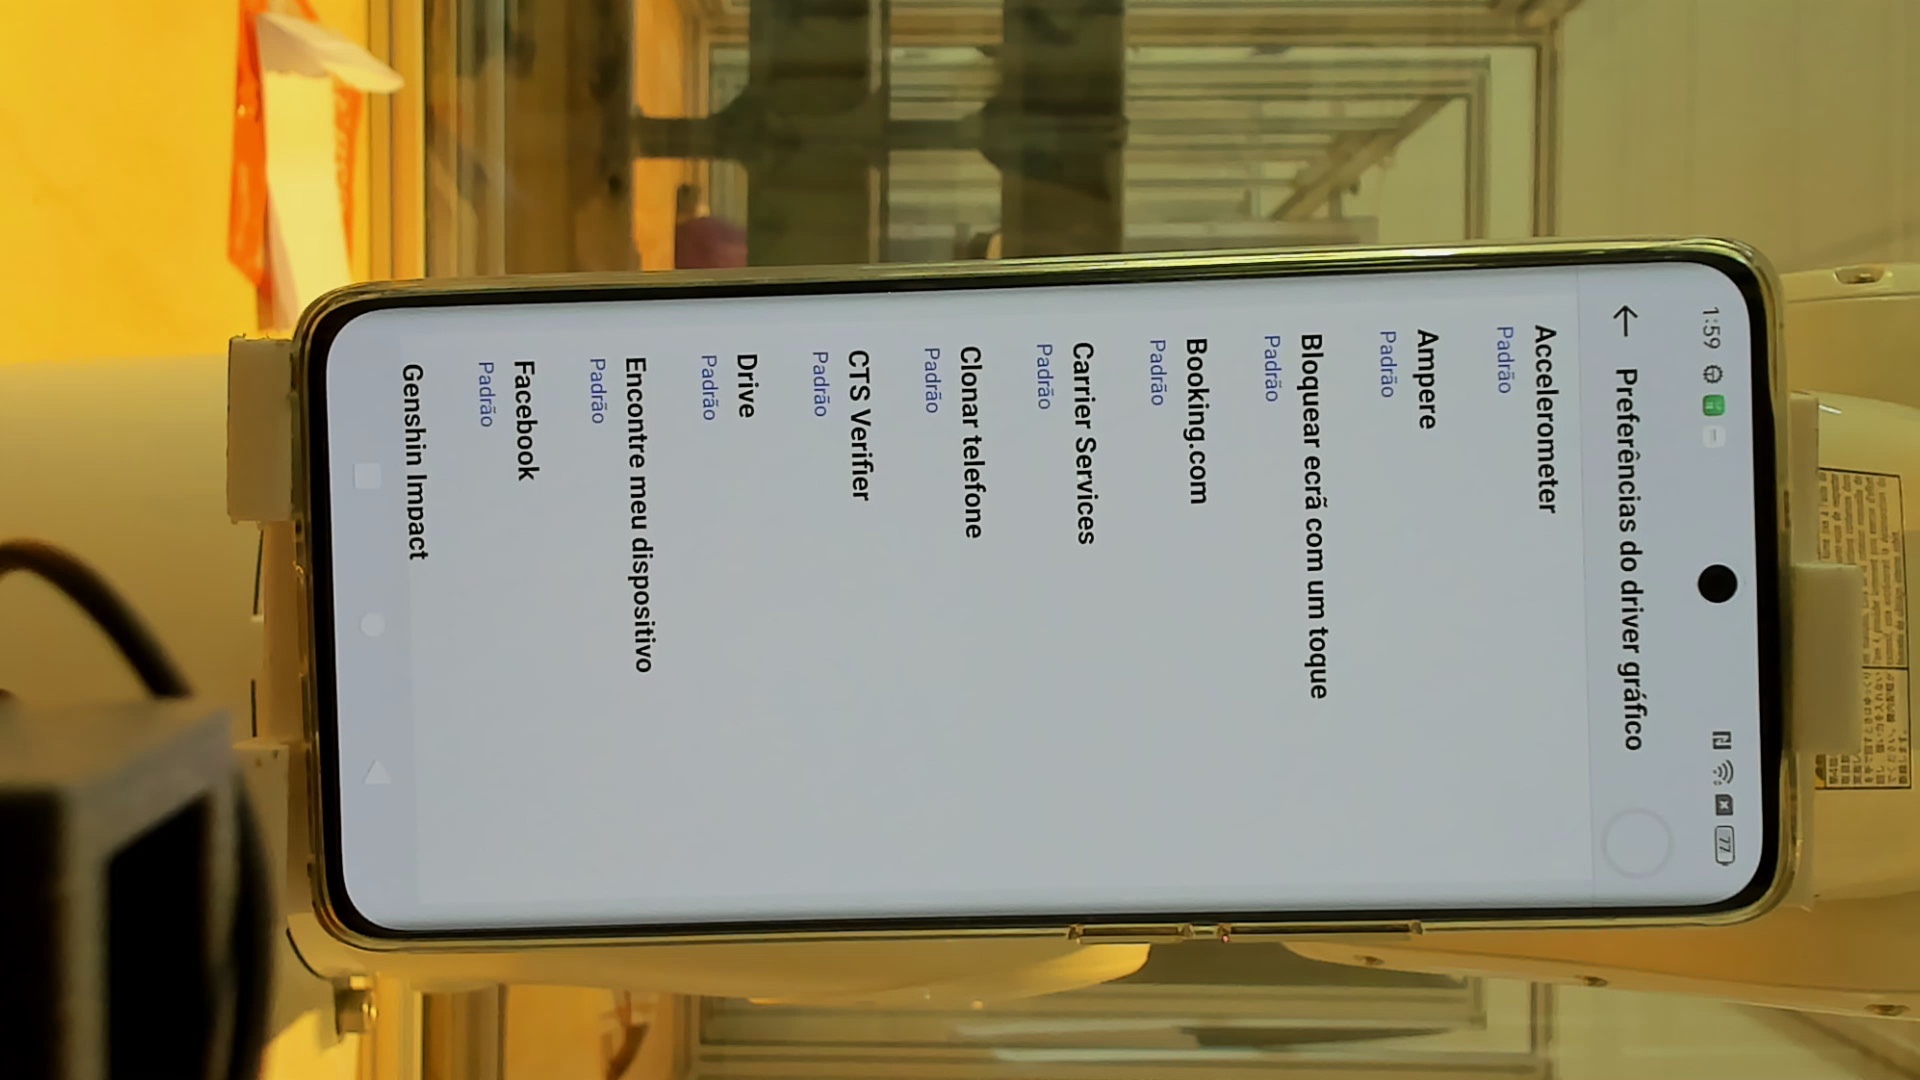 1:59
77
Preferências do driver gráfico
Accelerometer
Padrão
Ampere
Padrão
Bloquear ecrã com um toque
Padrão
Booking.com
Padrão
Carrier Services
Padrão
Clonar telefone
Padrão
CTS Verifier
Padrão
Drive
Padrão
Encontre meu dispositivo
Padrão
Facebook
Padrão
Genshin Impact